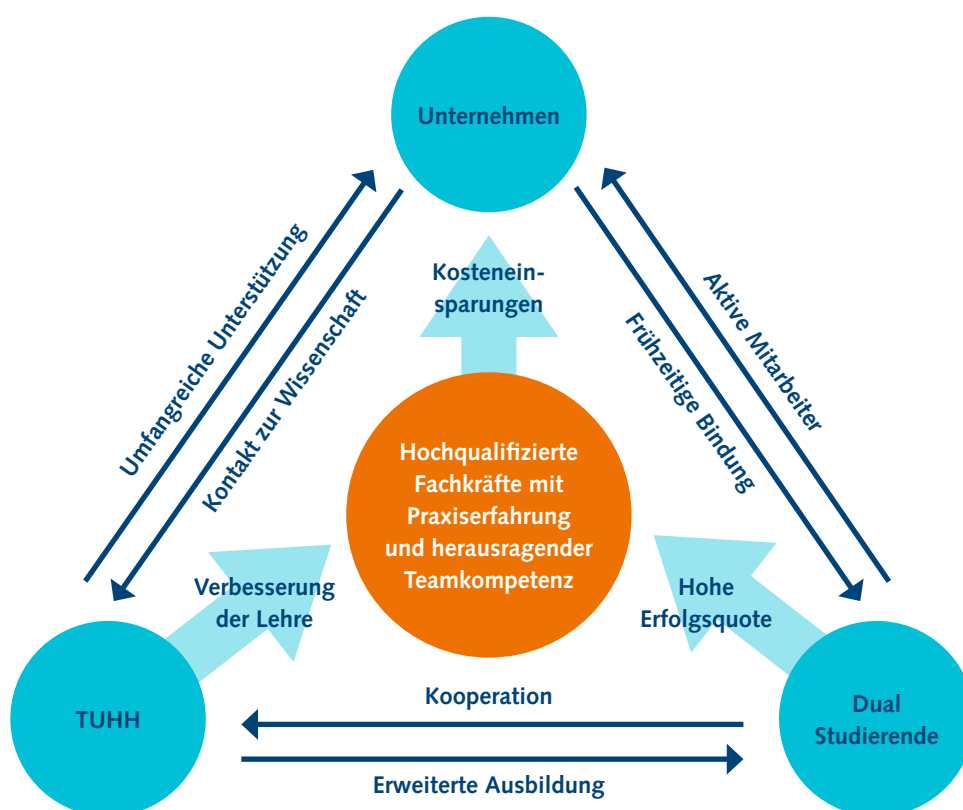 Unternehmen
Umfangreiche Unterstützung
Kontakt zur Wissenschaft
Kostenein-
sparungen
Frühzeitige Bindung
Aktive Mitarbeiter
Hochqualifizierte
Fachkräfte mit
Praxiserfahrung
und herausragender
Teamkompetenz
Verbesserung
der Lehre
Hohe
Erfolgsquote
TUHH
Kooperation
Erweiterte Ausbildung
Dual
Studierende